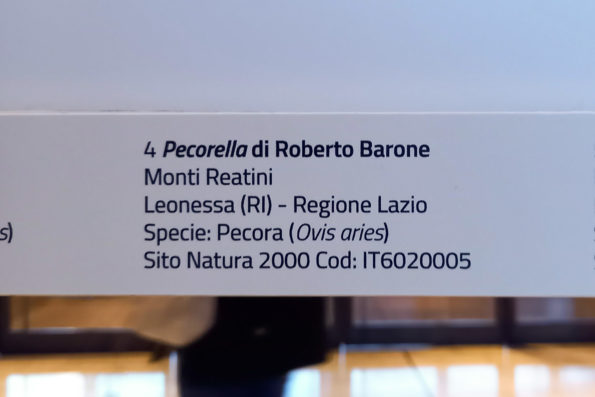 4 Pecorella di Roberto Barone
Monti Reatini
Leonessa (RI) - Regione Lazio
Specie: Pecora (Ovis aries)
Sito Natura 2000 Cod: IT6020005
s)